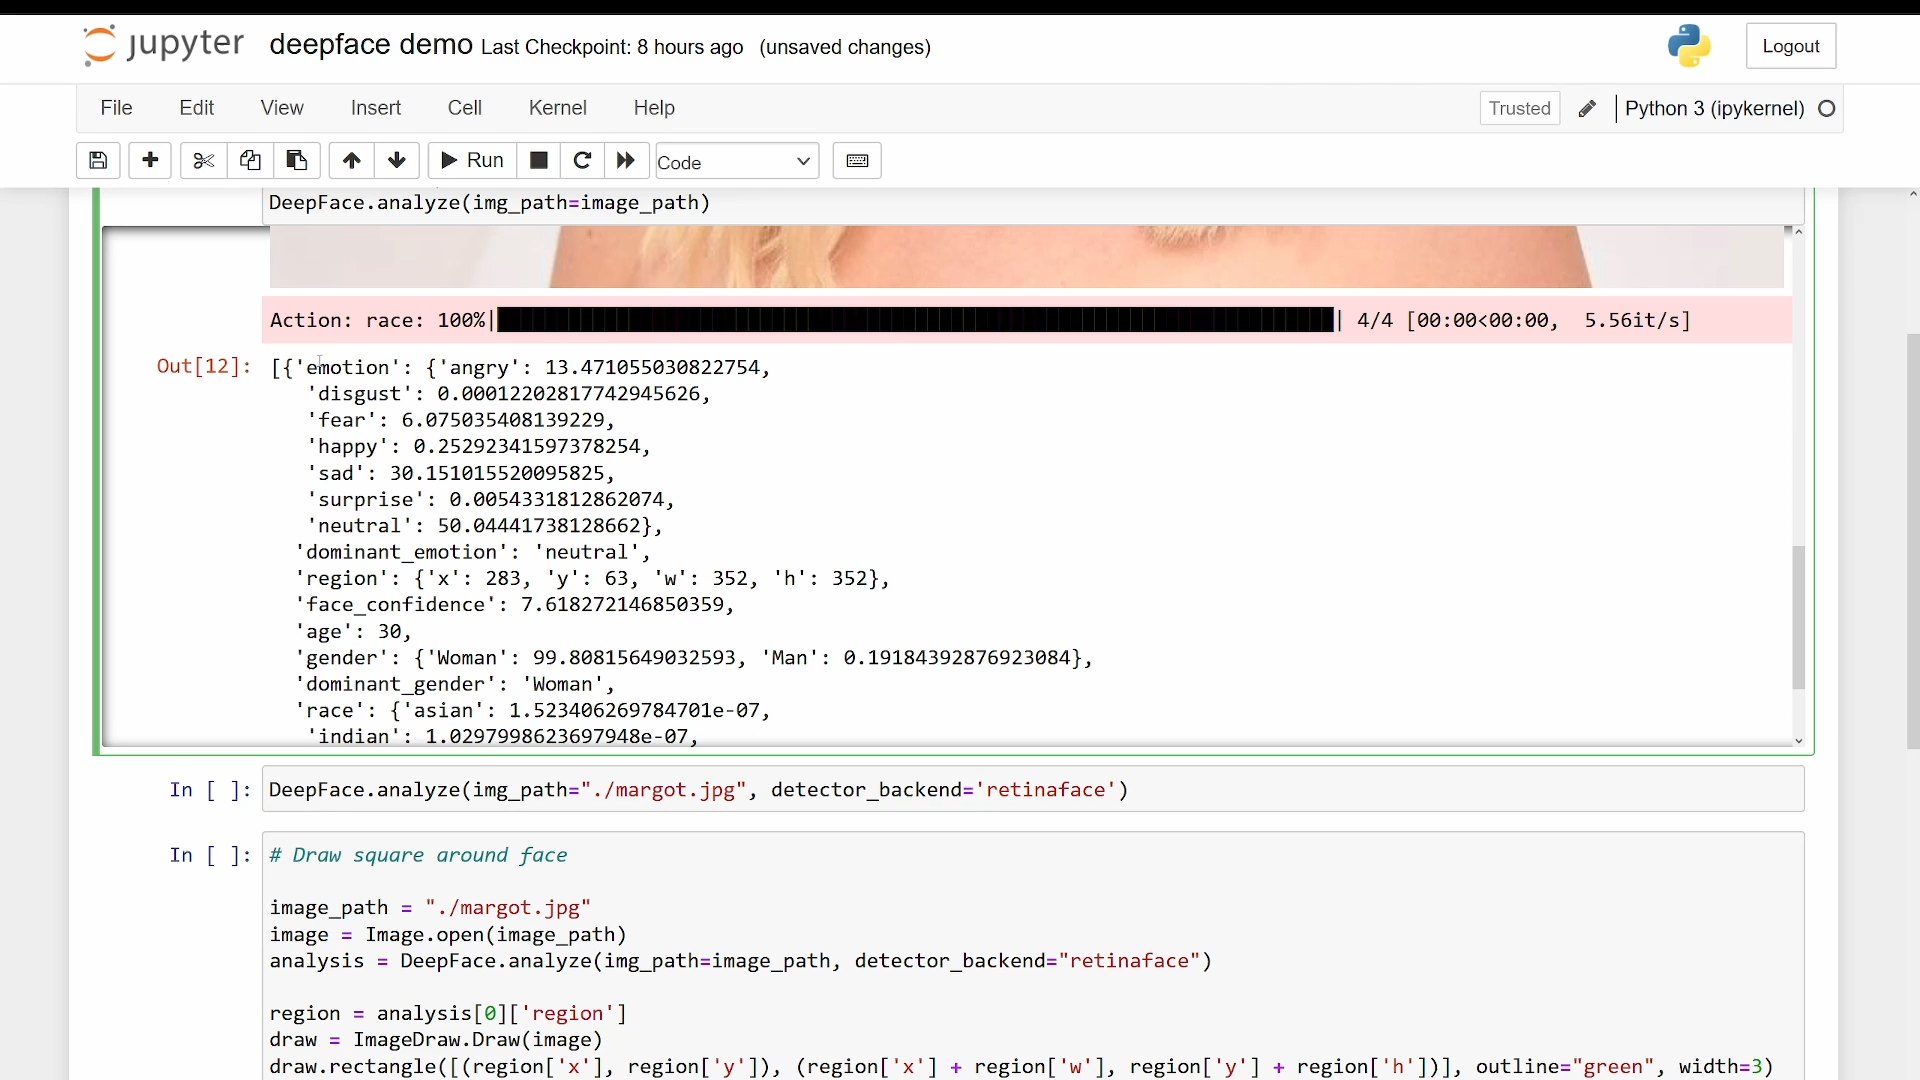 jupyter deepface demo Last Checkpoint: 8 hours ago (unsaved changes) Logout
File Edit View Insert Cell Kernel Help Trusted Python 3 (ipykernel)
Run Code
DeepFace.analyze(img_path=image_path)
Action: race: 100%| | 4/4 [00:00<00:00, 5.56it/s]
Out[12]: [{'emotion': {'angry': 13.471055030822754,
'disgust': 0.00012202817742945626,
'fear': 6.075035408139229,
'happy': 0.25292341597378254,
'sad': 30.151015520095825,
'surprise': 0.0054331812862074,
'neutral': 50.04441738128662},
'dominant_emotion': 'neutral',
'region': {'x': 283, 'y': 63, 'w': 352, 'h': 352},
'face_confidence': 7.618272146850359,
'age': 30,
'gender': {'Woman': 99.80815649032593, 'Man': 0.19184392876923084},
'dominant_gender': 'Woman',
'race': {'asian': 1.523406269784701e-07,
'indian': 1.0297998623697948e-07,
In [ ]: DeepFace.analyze(img_path="./margot.jpg", detector_backend='retinaface')
In [ ]: # Draw square around face
image_path = "./margot.jpg"
image = Image.open(image_path)
analysis = DeepFace.analyze(img_path=image_path, detector_backend="retinaface")
region = analysis[0]['region']
draw = ImageDraw.Draw(image)
draw.rectangle([(region['x'], region['y']), (region['x'] + region['w'], region['y'] + region['h'])], outline="green", width=3)